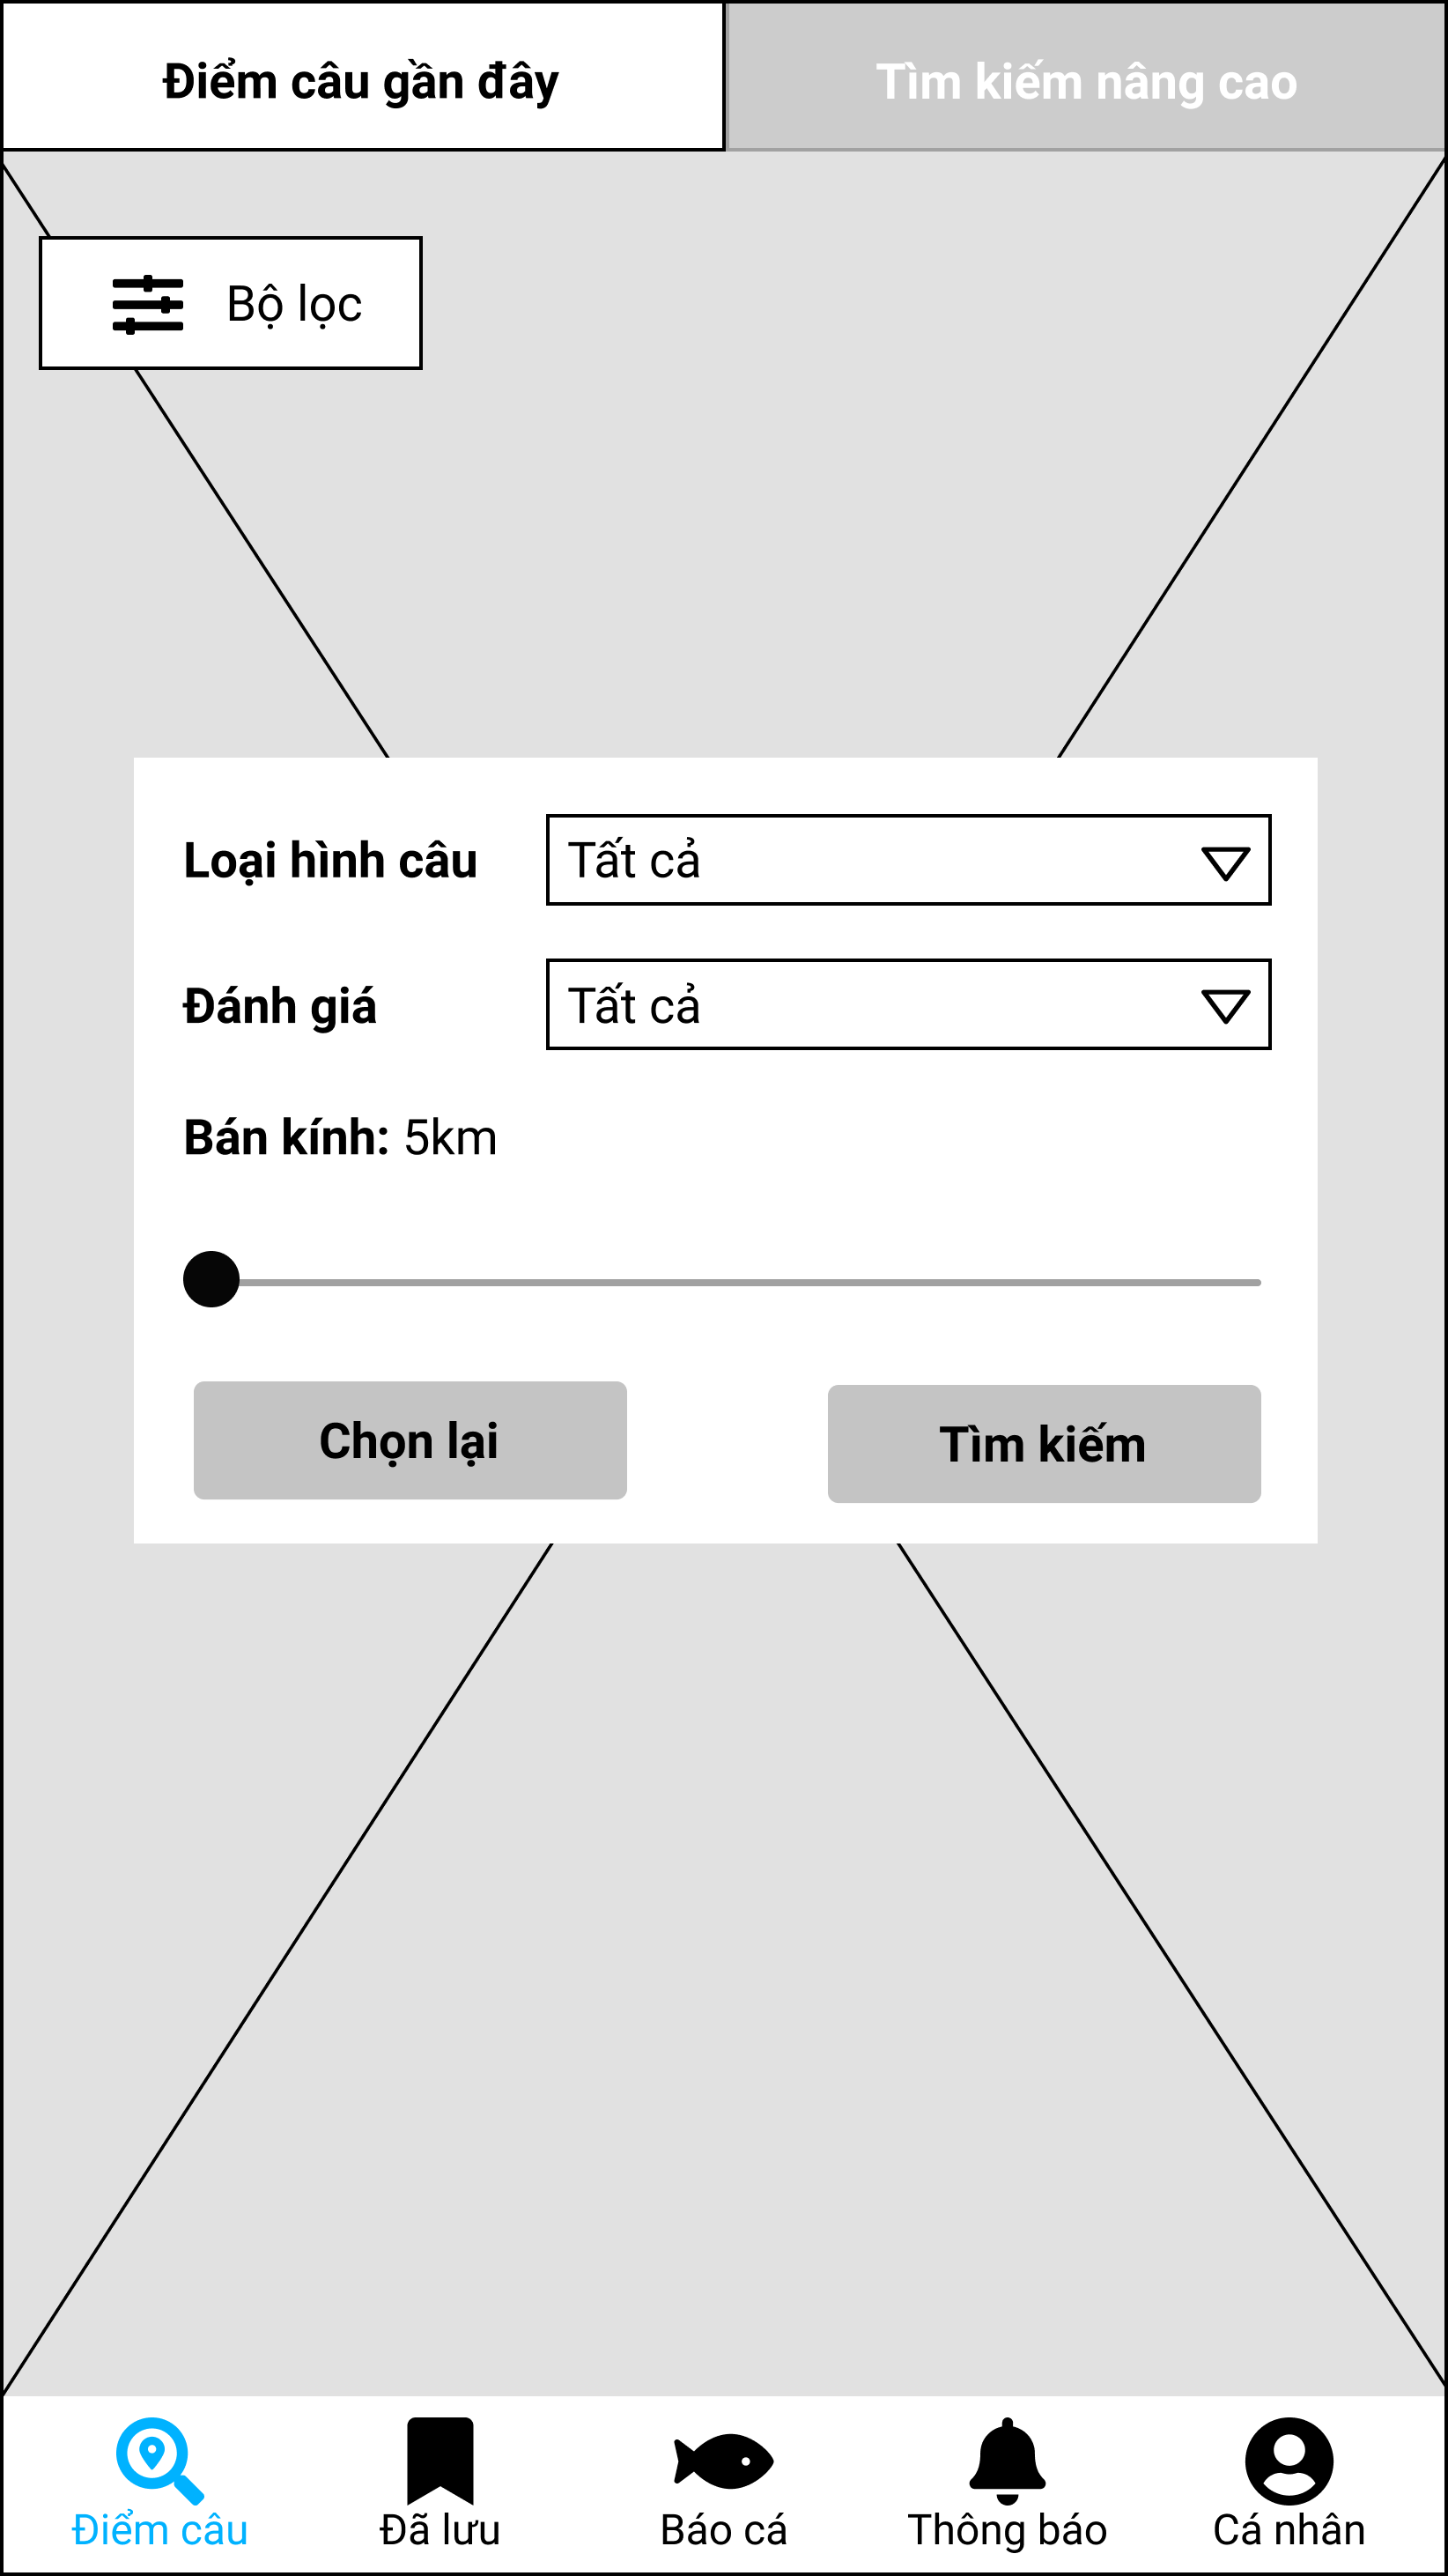 Điểm câu gần đây
Tìm kiếm nâng cao
Bộ lọc
Loại hình câu
Tất cả
Đánh giá
Tất cả
Bán kính: 5km
Chọn lại
Tìm kiếm
Điểm câu
Đã lưu
Báo cá
Thông báo
Cá nhân